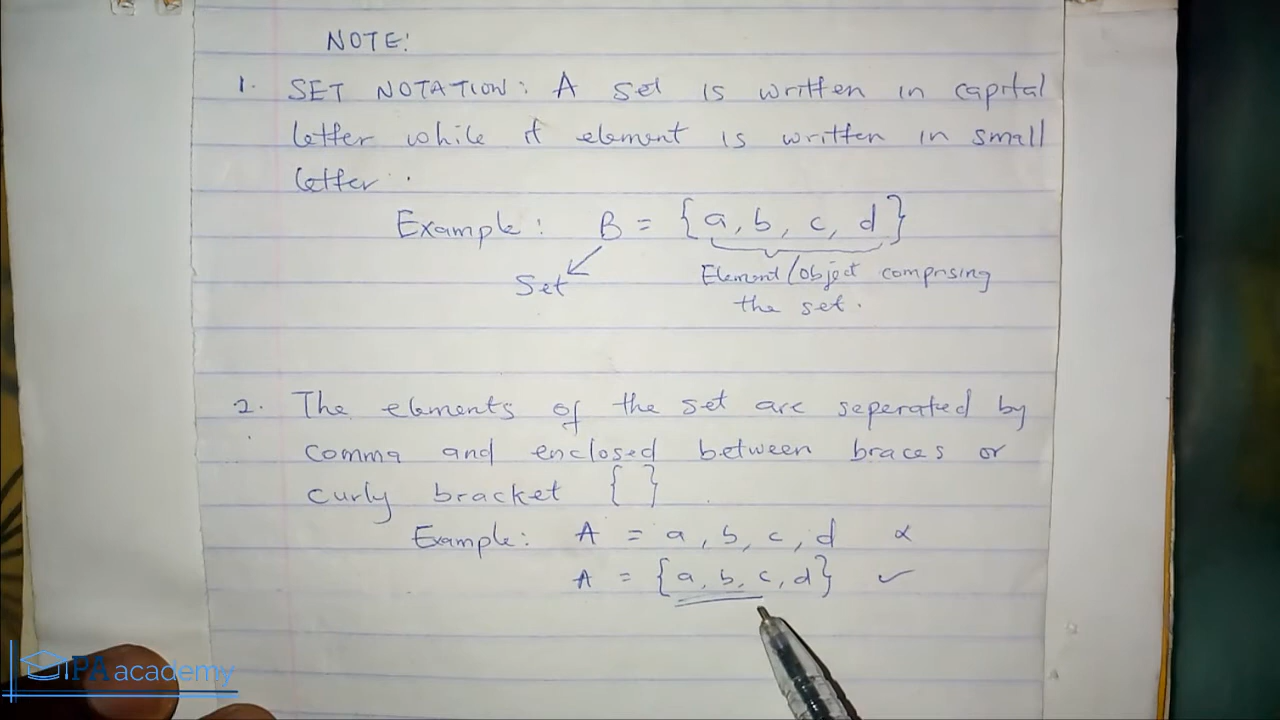 NOTE:
1. SET NOTATION: A set is written in capital
letter while it element is written in small
letter.
Example: B = {a, b, c, d}
Set
Element/object comprising
the set.
2. The elements of the set are seperated by
comma and enclosed between braces or
curly bracket { }
Example: A = a, b, c, d ✗
A = {a, b, c, d} ✓
IPA academy